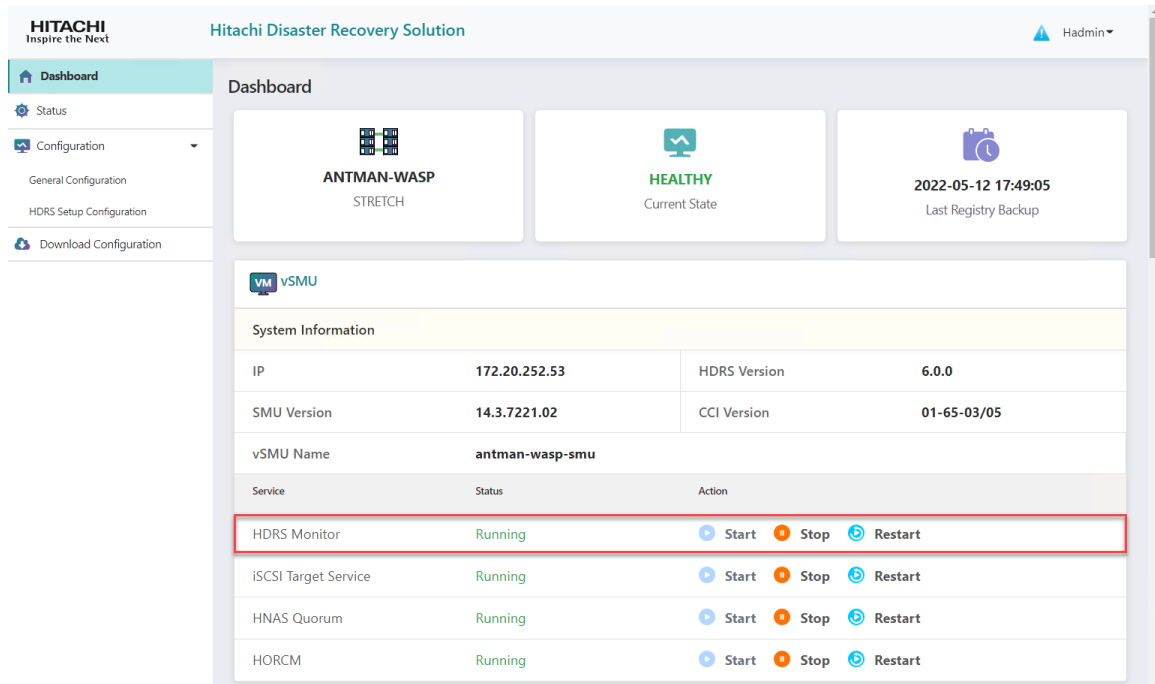 HITACHI
Inspire the Next
Hitachi Disaster Recovery Solution
Hadmin
Dashboard
Status
Configuration
General Configuration
HDRS Setup Configuration
Download Configuration
Dashboard
ANTMAN-WASP
STRETCH
HEALTHY
Current State
2022-05-12 17:49:05
Last Registry Backup
VM vSMU
System Information
IP 172.20.252.53 HDRS Version 6.0.0
SMU Version 14.3.7221.02 CCI Version 01-65-03/05
vSMU Name antman-wasp-smu
Service Status Action
HDRS Monitor Running Start Stop Restart
iSCSI Target Service Running Start Stop Restart
HNAS Quorum Running Start Stop Restart
HORCM Running Start Stop Restart